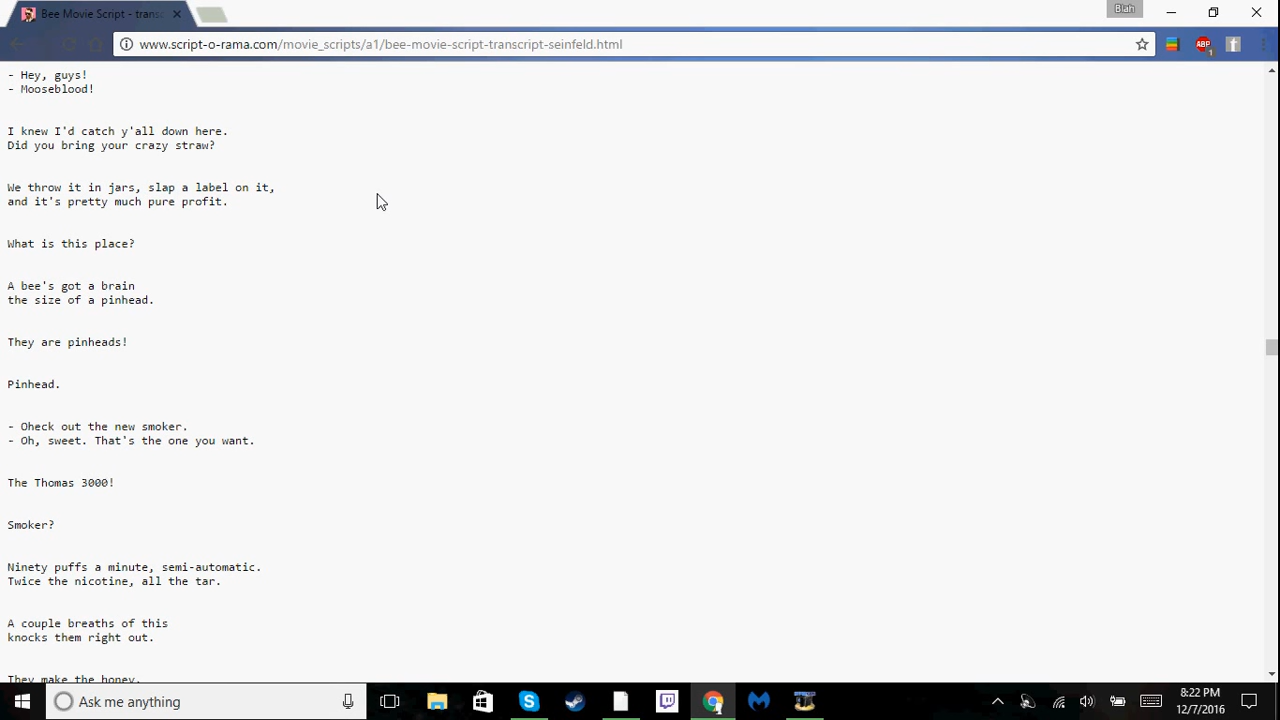 Bee Movie Script - transc
Blah
www.script-o-rama.com/movie_scripts/a1/bee-movie-script-transcript-seinfeld.html
ABP
1
- Hey, guys!
- Mooseblood!
I knew I'd catch y'all down here.
Did you bring your crazy straw?
We throw it in jars, slap a label on it,
and it's pretty much pure profit.
What is this place?
A bee's got a brain
the size of a pinhead.
They are pinheads!
Pinhead.
- Oheck out the new smoker.
- Oh, sweet. That's the one you want.
The Thomas 3000!
Smoker?
Ninety puffs a minute, semi-automatic.
Twice the nicotine, all the tar.
A couple breaths of this
knocks them right out.
They make the honey,
Ask me anything
8:22 PM
12/7/2016